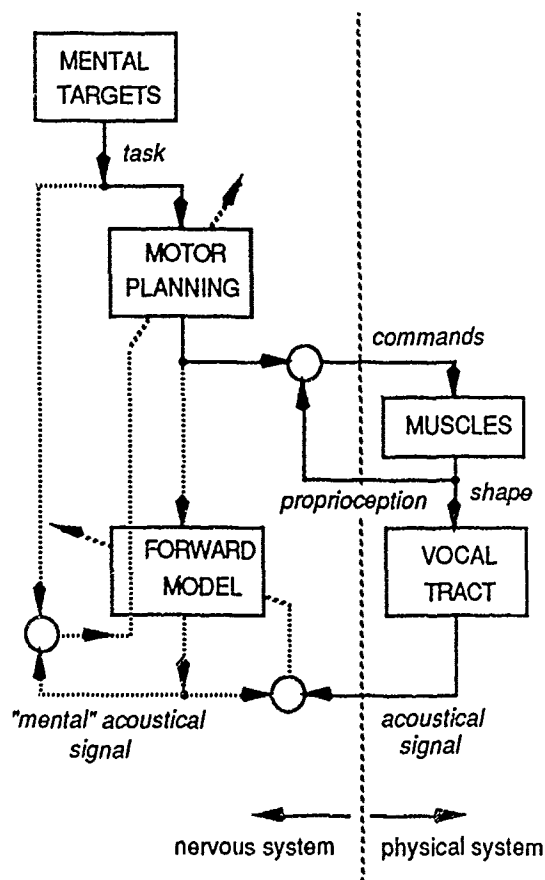 MENTAL
TARGETS
task
MOTOR
PLANNING
commands
MUSCLES
proprioception
shape
FORWARD
MODEL
VOCAL
TRACT
"mental" acoustical
signal
acoustical
signal
nervous system
physical system